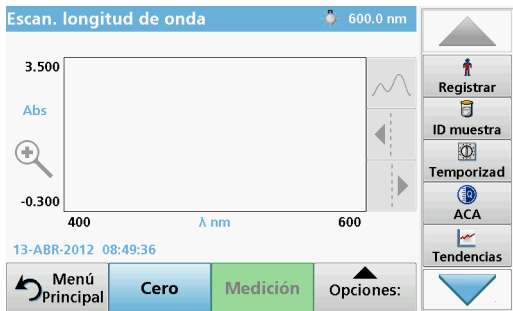 Escan. longitud de onda
600.0 nm
3.500
Abs
-0.300
400
λ nm
600
13-ABR-2012 08:49:36
Menú
Principal
Cero
Medición
Opciones:
Registrar
ID muestra
Temporizad
ACA
Tendencias